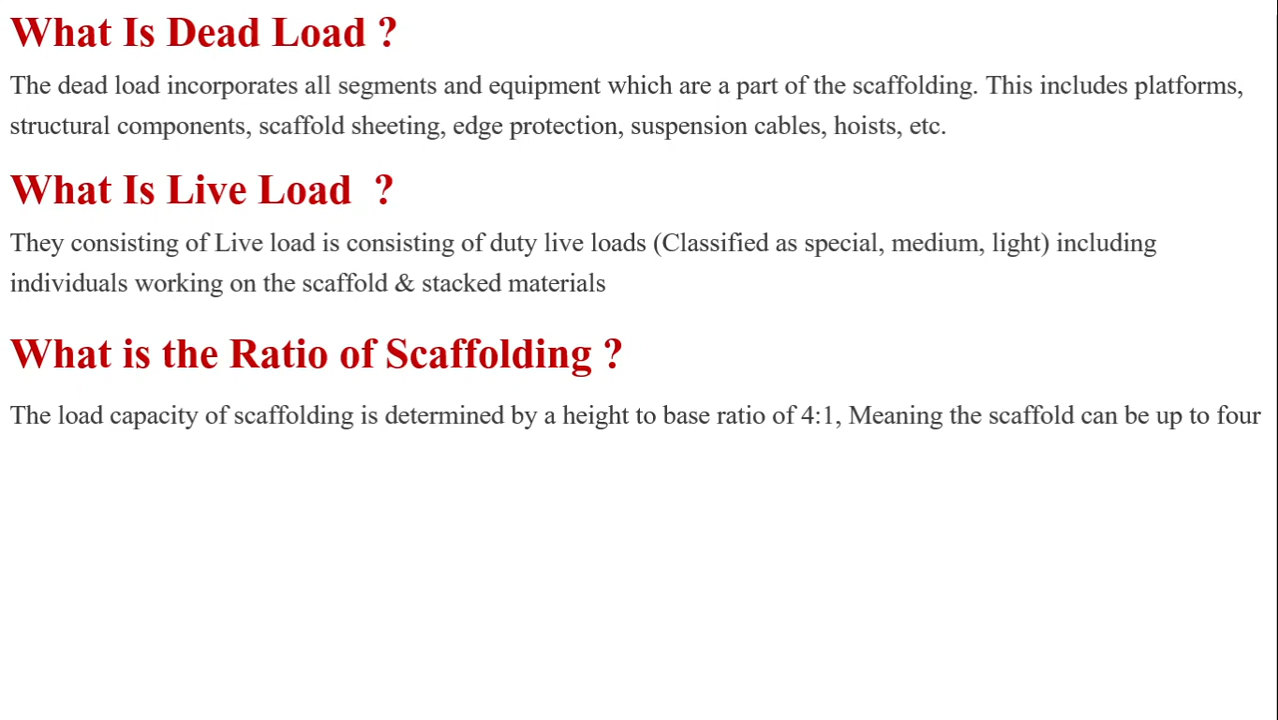 What Is Dead Load ?
The dead load incorporates all segments and equipment which are a part of the scaffolding. This includes platforms,
structural components, scaffold sheeting, edge protection, suspension cables, hoists, etc.
What Is Live Load  ?
They consisting of Live load is consisting of duty live loads (Classified as special, medium, light) including
individuals working on the scaffold & stacked materials
What is the Ratio of Scaffolding ?
The load capacity of scaffolding is determined by a height to base ratio of 4:1, Meaning the scaffold can be up to four